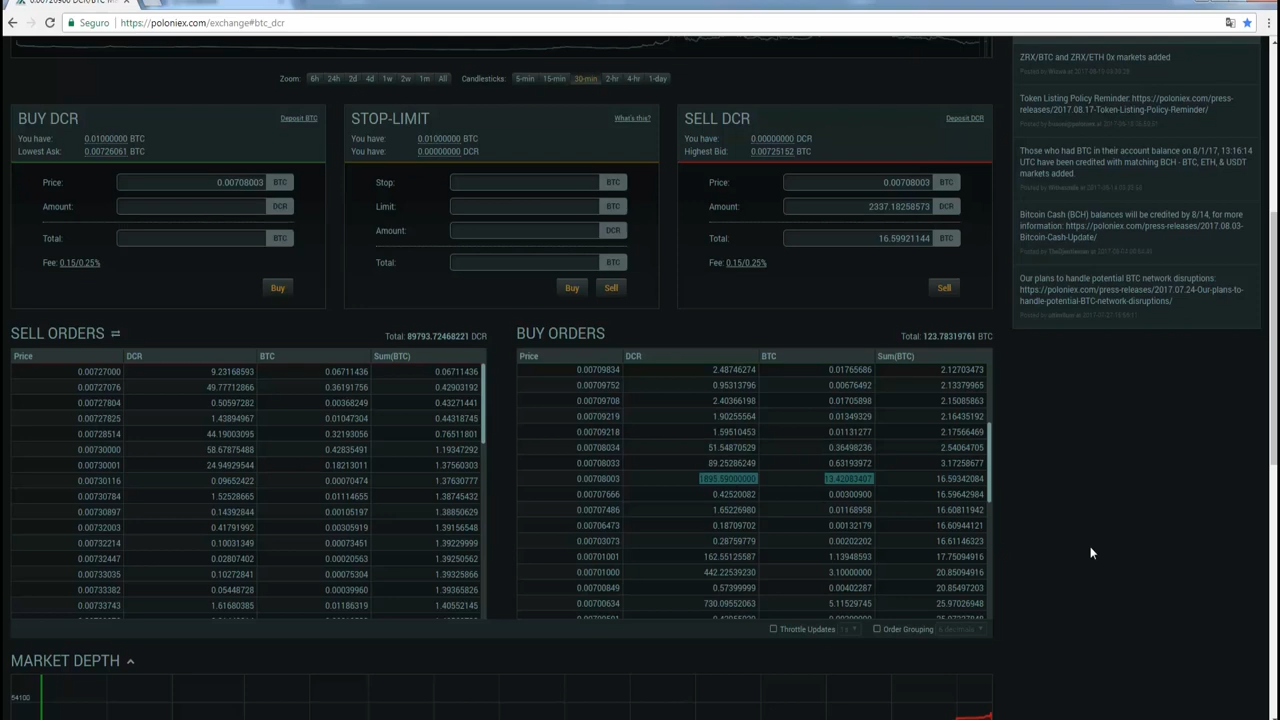 0.00726900 DCR/BTC M
Seguro https://poloniex.com/exchange#btc_dcr
Zoom: 6h 24h 2d 4d 1w 2w 1m All Candlesticks: 5-min 15-min 30-min 2-hr 4-hr 1-day
BUY DCR Deposit BTC
You have: 0.01000000 BTC
Lowest Ask: 0.00726061 BTC
Price: 0.00708003 BTC
Amount: DCR
Total: BTC
Fee: 0.15/0.25%
Buy
STOP-LIMIT What's this?
You have: 0.01000000 BTC
You have: 0.00000000 DCR
Stop: BTC
Limit: BTC
Amount: DCR
Total: BTC
Buy Sell
SELL DCR Deposit DCR
You have: 0.00000000 DCR
Highest Bid: 0.00725152 BTC
Price: 0.00708003 BTC
Amount: 2337.18258573 DCR
Total: 16.59921144 BTC
Fee: 0.15/0.25%
Sell
ZRX/BTC and ZRX/ETH 0x markets added
Token Listing Policy Reminder: https://poloniex.com/press-
releases/2017.08.17-Token-Listing-Policy-Reminder/
Those who had BTC in their account balance on 8/1/17, 13:16:14
UTC have been credited with matching BCH - BTC, ETH, & USDT
markets added.
Bitcoin Cash (BCH) balances will be credited by 8/14, for more
information: https://poloniex.com/press-releases/2017.08.03-
Bitcoin-Cash-Update/
Our plans to handle potential BTC network disruptions:
https://poloniex.com/press-releases/2017.07.24-Our-plans-to-
handle-potential-BTC-network-disruptions/
SELL ORDERS Total: 89793.72468221 DCR
Price DCR BTC Sum(BTC)
0.00727000 9.23168593 0.06711436 0.06711436
0.00727076 49.77712866 0.36191756 0.42903192
0.00727804 0.50597282 0.00368249 0.43271441
0.00727825 1.43894967 0.01047304 0.44318745
0.00728514 44.19003095 0.32193056 0.76511801
0.00730000 58.67875488 0.42835491 1.19347292
0.00730001 24.94929544 0.18213011 1.37560303
0.00730116 0.09652422 0.00070474 1.37630777
0.00730784 1.52528665 0.01114655 1.38745432
0.00730897 0.14392844 0.00105197 1.38850629
0.00732003 0.41791992 0.00305919 1.39156548
0.00732214 0.10031349 0.00073451 1.39229999
0.00732447 0.02807402 0.00020563 1.39250562
0.00733035 0.10272841 0.00075304 1.39325866
0.00733382 0.05448728 0.00039960 1.39365826
0.00733743 1.61680385 0.01186319 1.40552145
BUY ORDERS Total: 123.78319761 BTC
Price DCR BTC Sum(BTC)
0.00709834 2.48746274 0.01765686 2.12703473
0.00709752 0.95313796 0.00676492 2.13379965
0.00709708 2.40366198 0.01705898 2.15085863
0.00709219 1.90255564 0.01349329 2.16435192
0.00709218 1.59510453 0.01131277 2.17566469
0.00708034 51.54870529 0.36498236 2.54064705
0.00708033 89.25286249 0.63193972 3.17258677
0.00708003 1895.59000000 13.42083407 16.59342084
0.00707666 0.42520082 0.00300900 16.59642984
0.00707486 1.65226980 0.01168958 16.60811942
0.00706473 0.18709702 0.00132179 16.60944121
0.00703073 0.28759779 0.00202202 16.61146323
0.00701001 162.55125587 1.13948593 17.75094916
0.00701000 442.22539230 3.10000000 20.85094916
0.00700849 0.57399999 0.00402287 20.85497203
0.00700634 730.09552063 5.11529745 25.97026948
Throttle Updates Order Grouping
MARKET DEPTH
54100